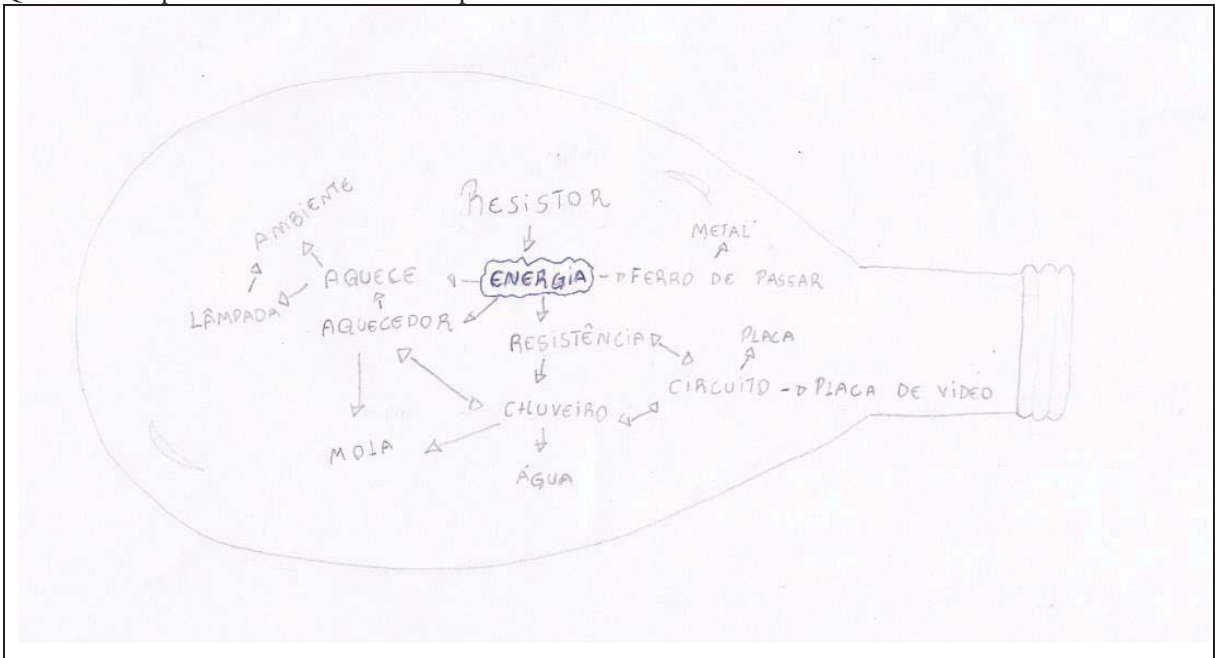 RESISTOR
AMBIENTE
METAL
AQUECE
ENERGIA
FERRO DE PASSAR
LÂMPADA
AQUECEDOR
RESISTÊNCIA
PLACA
CIRCUITO
PLACA DE VÍDEO
CHUVEIRO
MOLA
ÁGUA